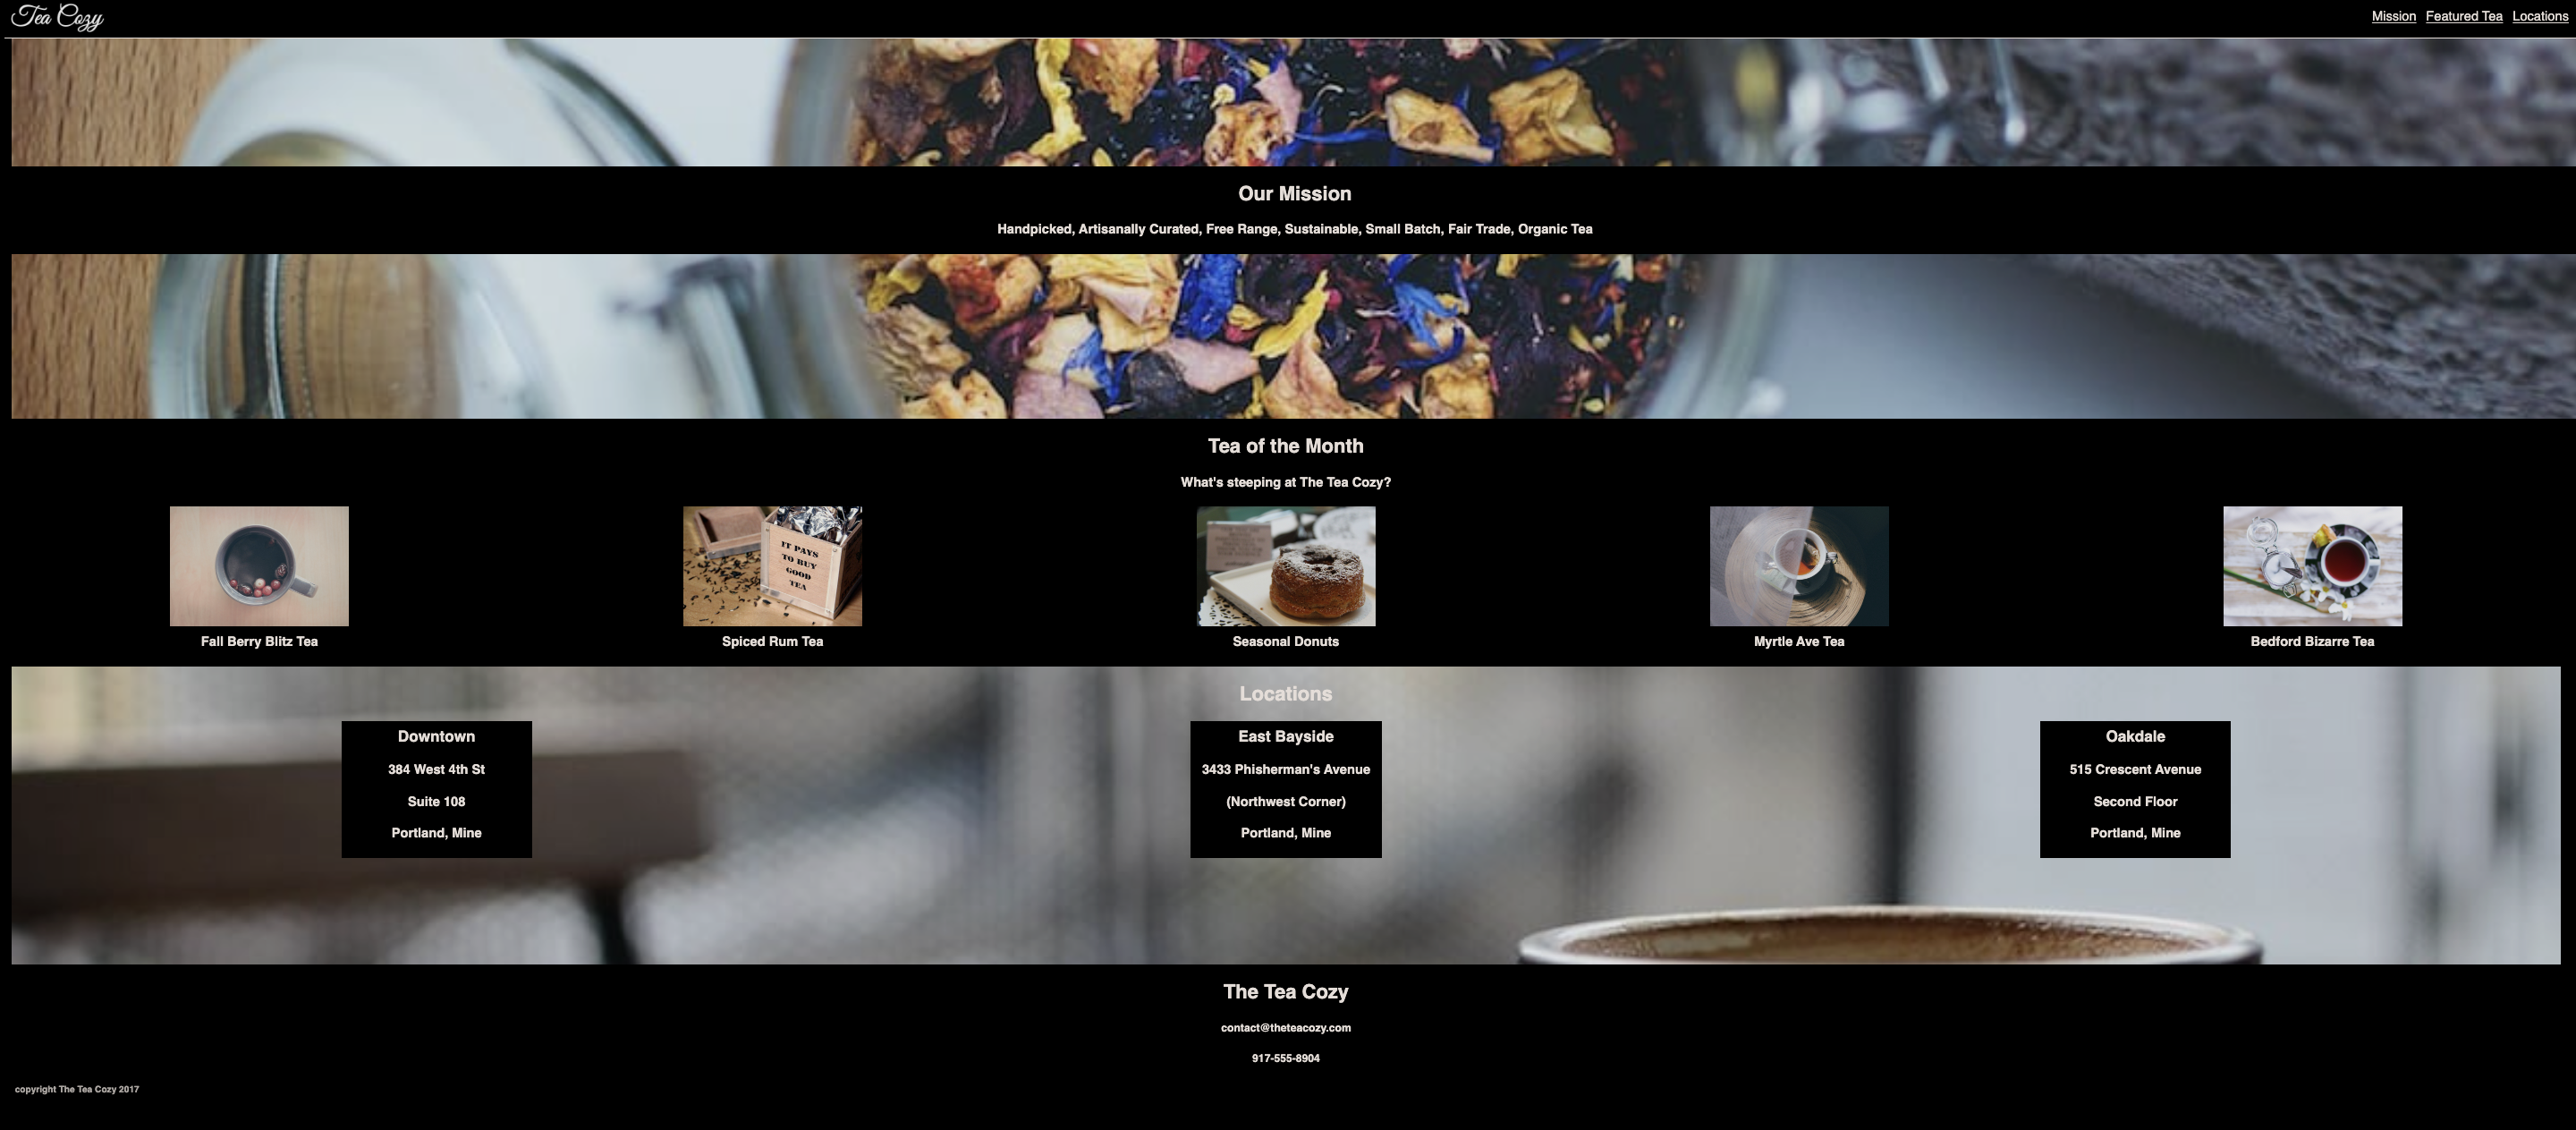 Tea Cozy
Mission Featured Tea Locations
Our Mission
Handpicked, Artisanally Curated, Free Range, Sustainable, Small Batch, Fair Trade, Organic Tea
Tea of the Month
What's steeping at The Tea Cozy?
IT PAYS
TO BUY
GOOD
TEA
Fall Berry Blitz Tea
Spiced Rum Tea
Seasonal Donuts
Myrtle Ave Tea
Bedford Bizarre Tea
Locations
Downtown
384 West 4th St
Suite 108
Portland, Mine
East Bayside
3433 Phisherman's Avenue
(Northwest Corner)
Portland, Mine
Oakdale
515 Crescent Avenue
Second Floor
Portland, Mine
The Tea Cozy
contact@theteacozy.com
917-555-8904
copyright The Tea Cozy 2017